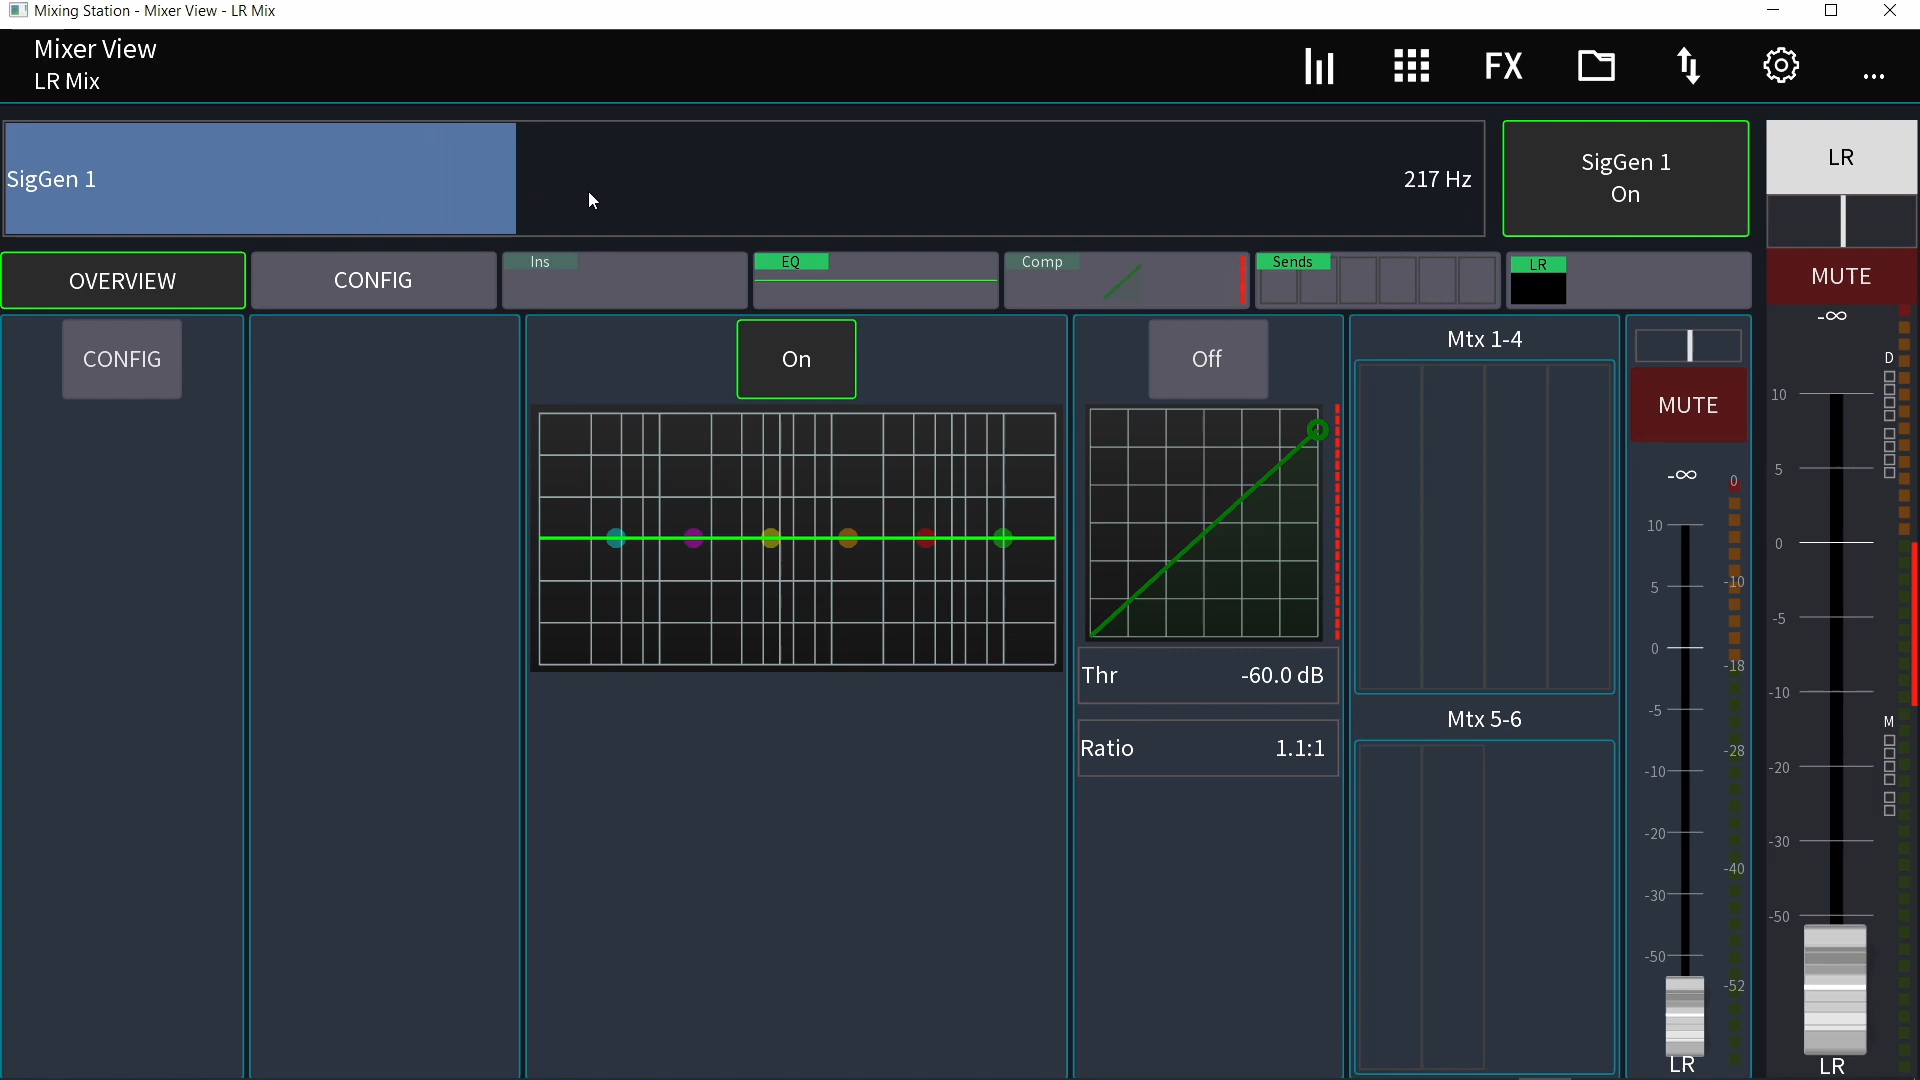 Mixing Station - Mixer View - LR Mix
Mixer View
LR Mix
FX
...
SigGen 1
217 Hz
SigGen 1
On
LR
OVERVIEW
CONFIG
Ins
EQ
Comp
Sends
LR
MUTE
-∞
CONFIG
On
Off
Thr
-60.0 dB
Ratio
1.1:1
Mtx 1-4
Mtx 5-6
MUTE
-∞
10
5
0
-5
-10
-20
-30
-50
0
-10
-18
-28
-40
-52
LR
D
M
10
5
0
-5
-10
-20
-30
-50
LR